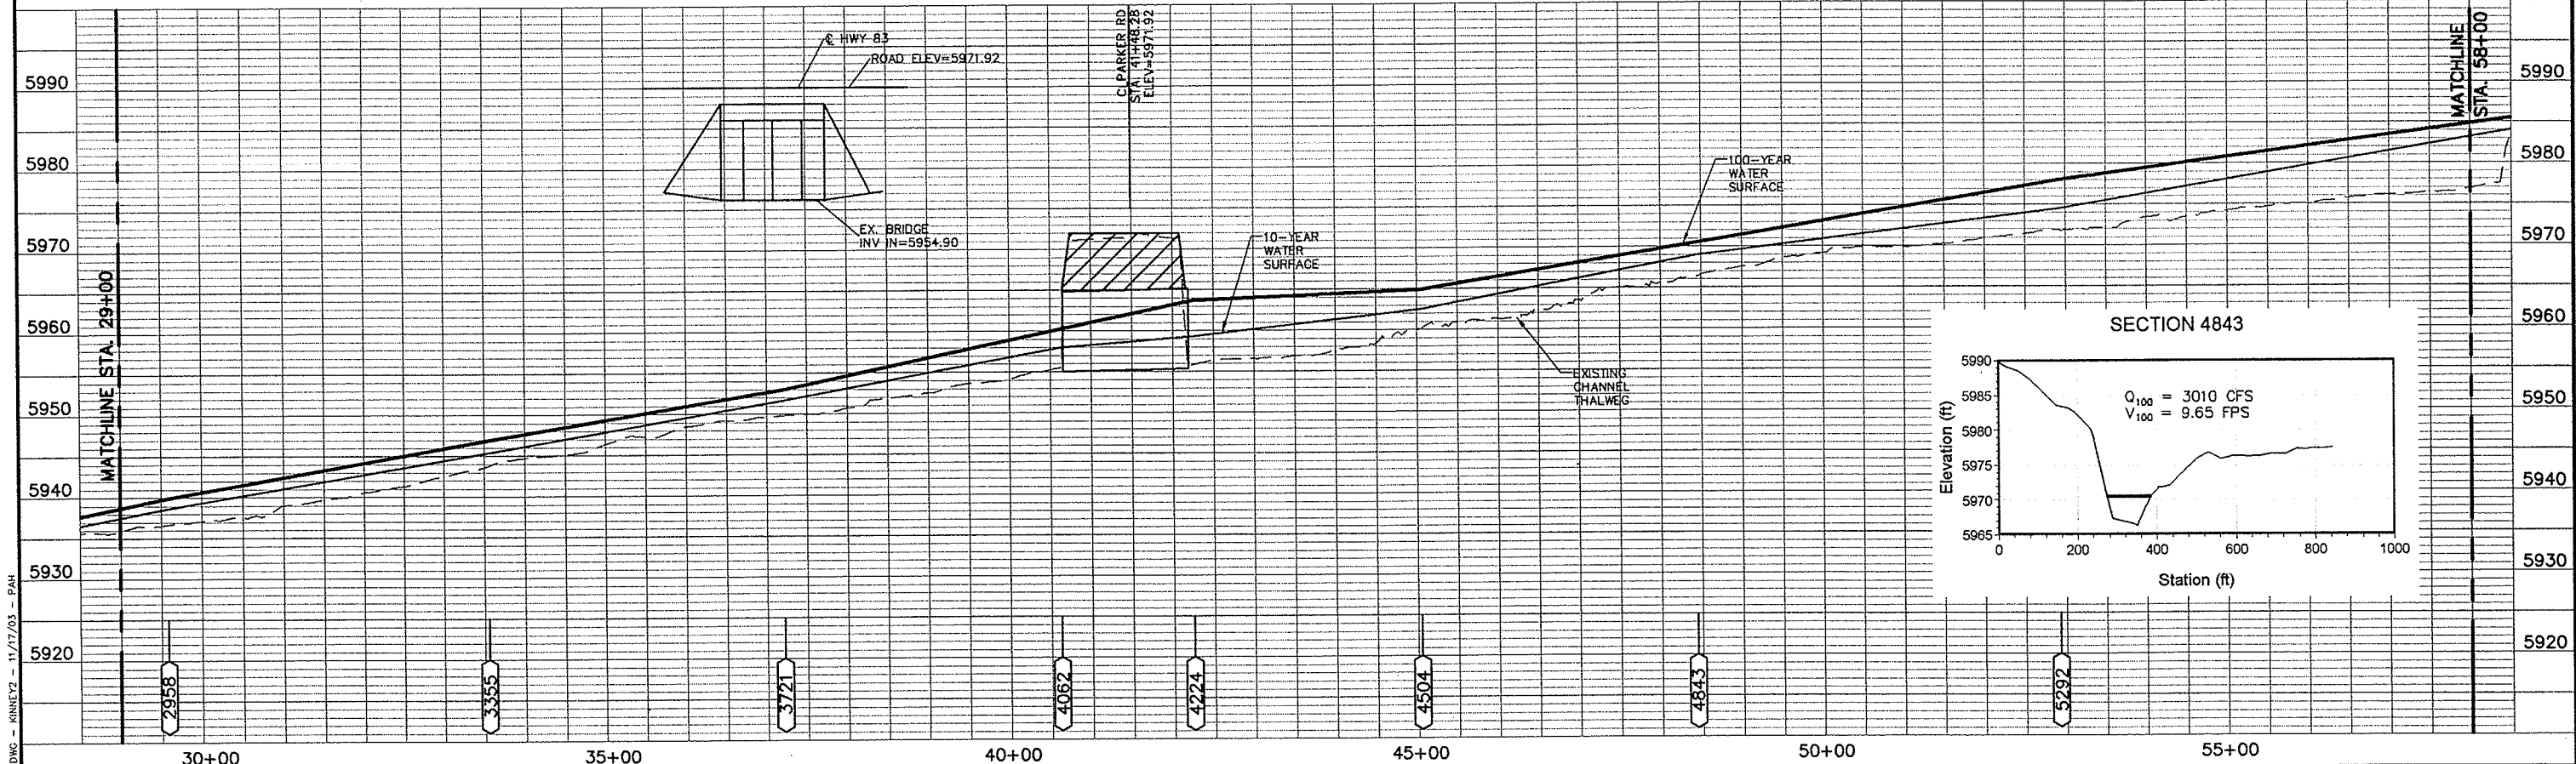 ℄ HWY 83
ROAD ELEV=5971.92
C PARKER RD
STA. 41+48.28
ELEV=5971.92
MATCHLINE
STA. 58+00
5990
5980
5970
5960
5950
5940
5930
5920
5990
5980
5970
5960
5950
5940
5930
5920
EX. BRIDGE
INV IN=5954.90
10-YEAR
WATER
SURFACE
100-YEAR
WATER
SURFACE
EXISTING
CHANNEL
THALWEG
MATCHLINE STA. 29+00
SECTION 4843
Elevation (ft)
5990
5985
5980
5975
5970
5965
Q100 = 3010 CFS
V100 = 9.65 FPS
0 200 400 600 800 1000
Station (ft)
2958
3355
3721
4062
4224
4504
4843
5292
30+00 35+00 40+00 45+00 50+00 55+00
DWG - KINNEY2 - 11/17/03 - PAH